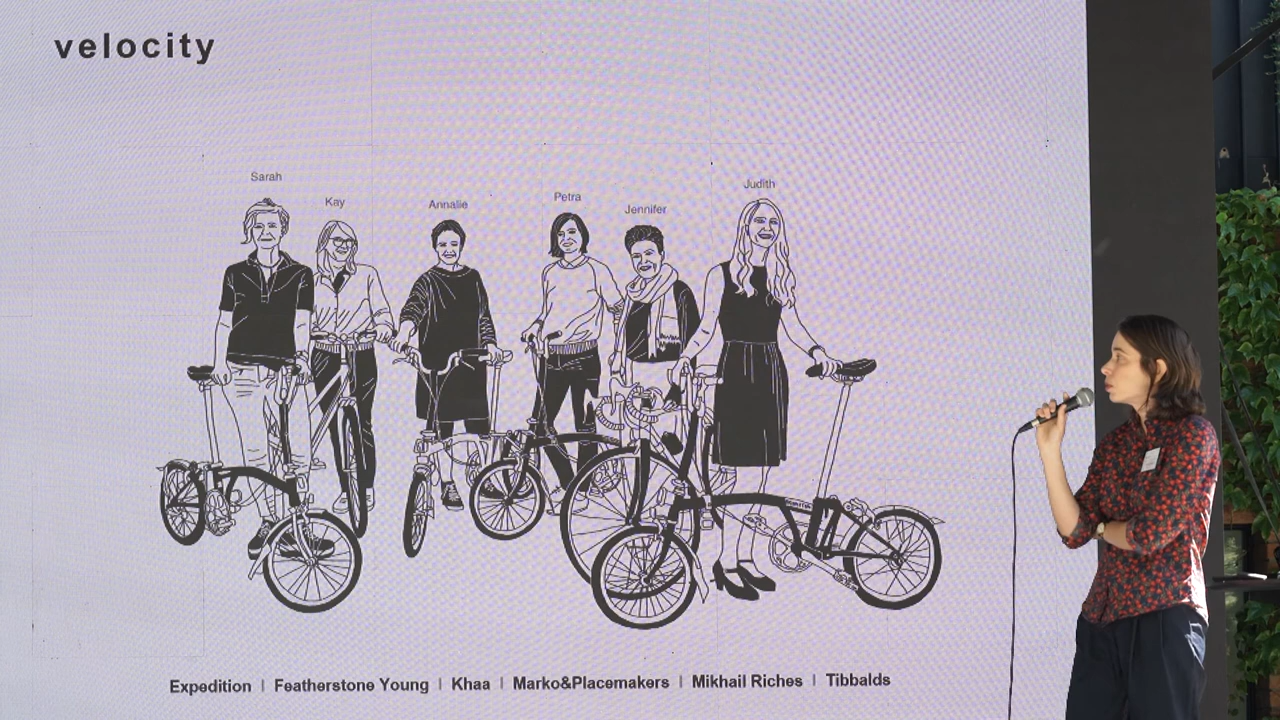 velocity
Sarah
Kay
Annalie
Petra
Jennifer
Judith
Expedition | Featherstone Young | Khaa | Marko&Placemakers | Mikhail Riches | Tibbalds